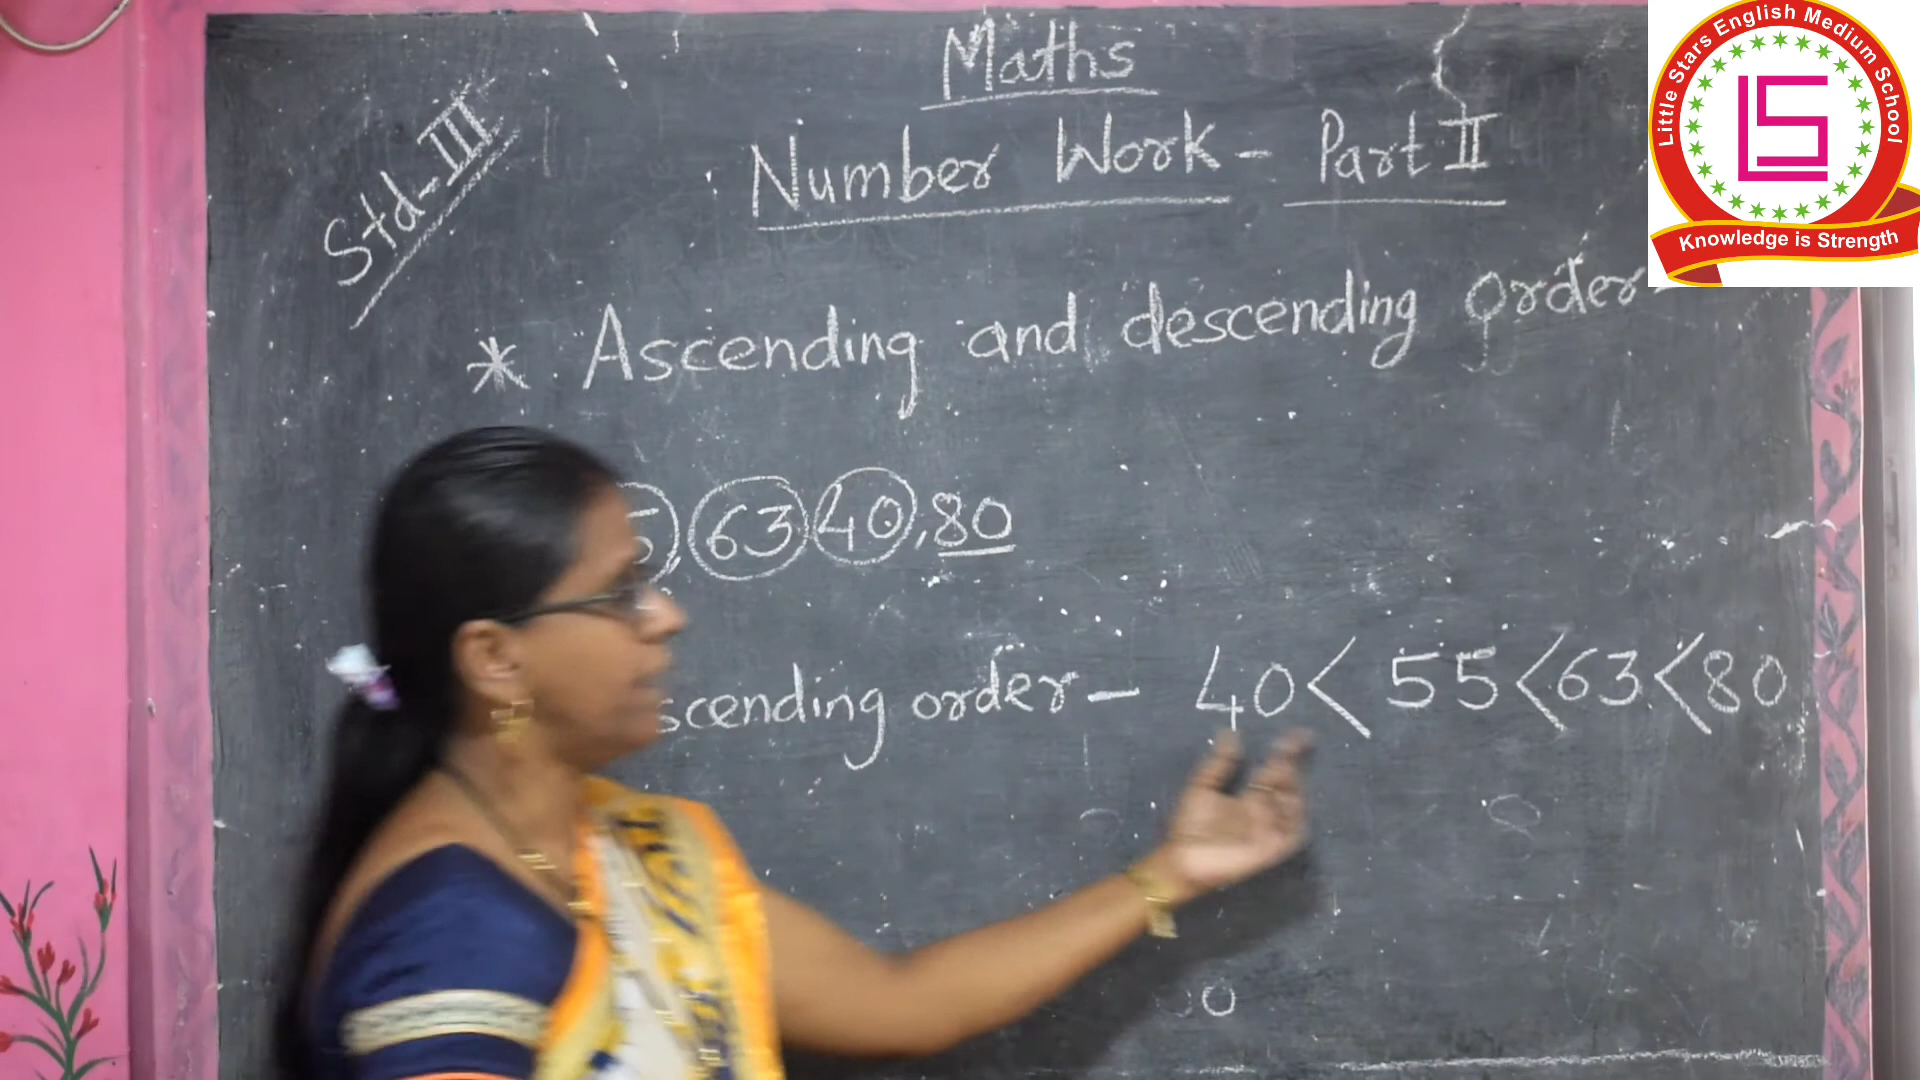 Little Stars English Medium School
LS
Knowledge is Strength
Std-III
Maths
Number Work - Part II
* Ascending and descending order-
63 40, 80
scending order - 40 < 55 < 63 < 80